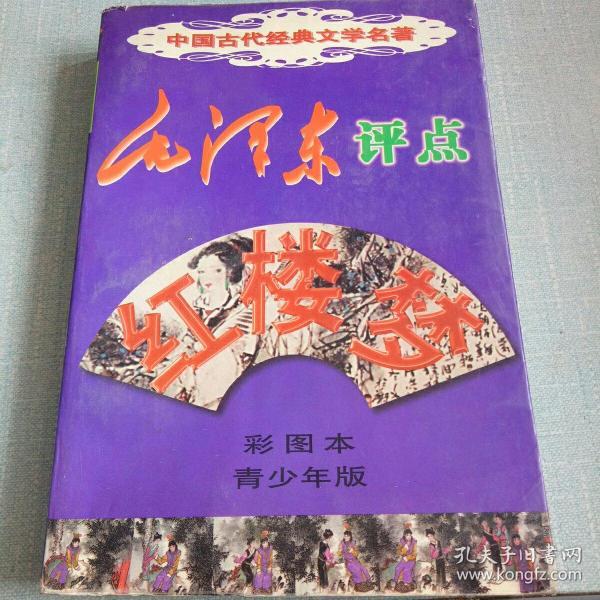 中国古代经典文学名著
毛泽东评点
红楼梦
彩图本
青少年版
孔夫子旧书网
www.kongfz.com